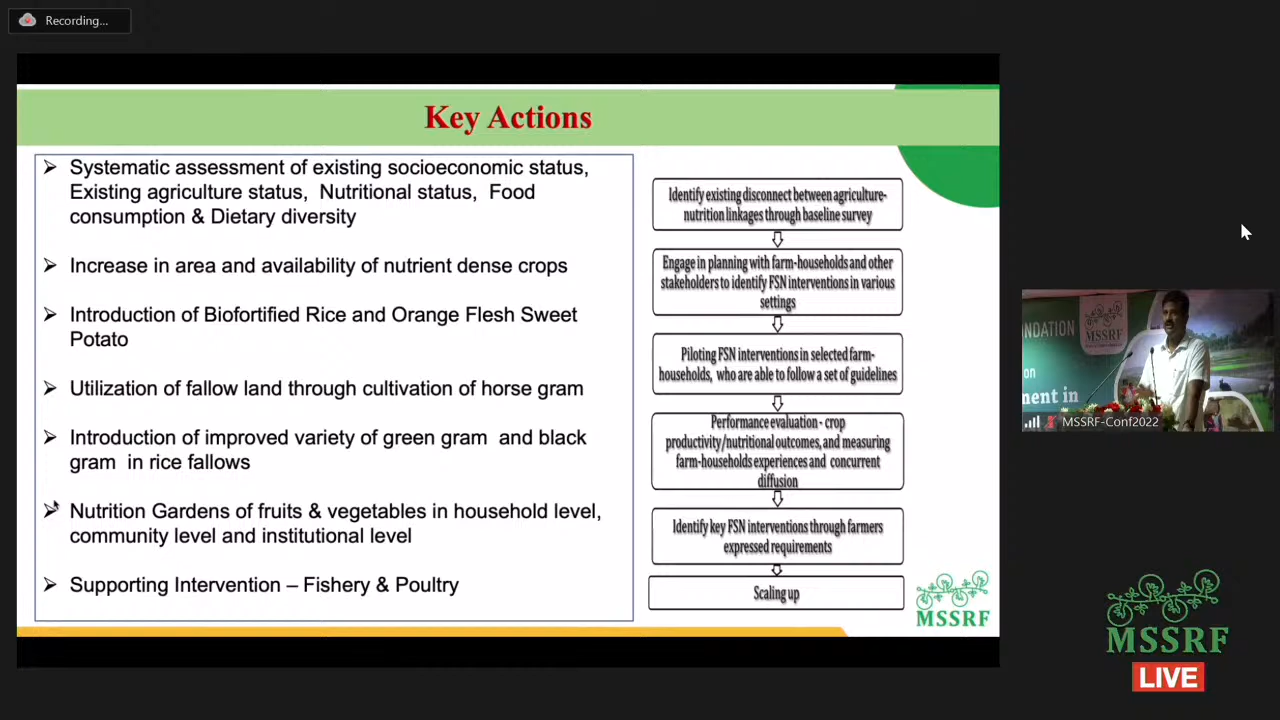 Recording...
Key Actions
Systematic assessment of existing socioeconomic status,
Existing agriculture status, Nutritional status, Food
consumption & Dietary diversity
Increase in area and availability of nutrient dense crops
Introduction of Biofortified Rice and Orange Flesh Sweet
Potato
Utilization of fallow land through cultivation of horse gram
Introduction of improved variety of green gram and black
gram in rice fallows
Nutrition Gardens of fruits & vegetables in household level,
community level and institutional level
Supporting Intervention – Fishery & Poultry
Identify existing disconnect between agriculture-
nutrition linkages through baseline survey
Engage in planning with farm-households and other
stakeholders to identify FSN interventions in various
settings
Piloting FSN interventions in selected farm-
households, who are able to follow a set of guidelines
Performance evaluation - crop
productivity/nutritional outcomes, and measuring
farm-households experiences and concurrent
diffusion
Identify key FSN interventions through farmers
expressed requirements
Scaling up
MSSRF
NDATION
MSSRF
on
ment in
MSSRF-Conf2022
MSSRF
LIVE